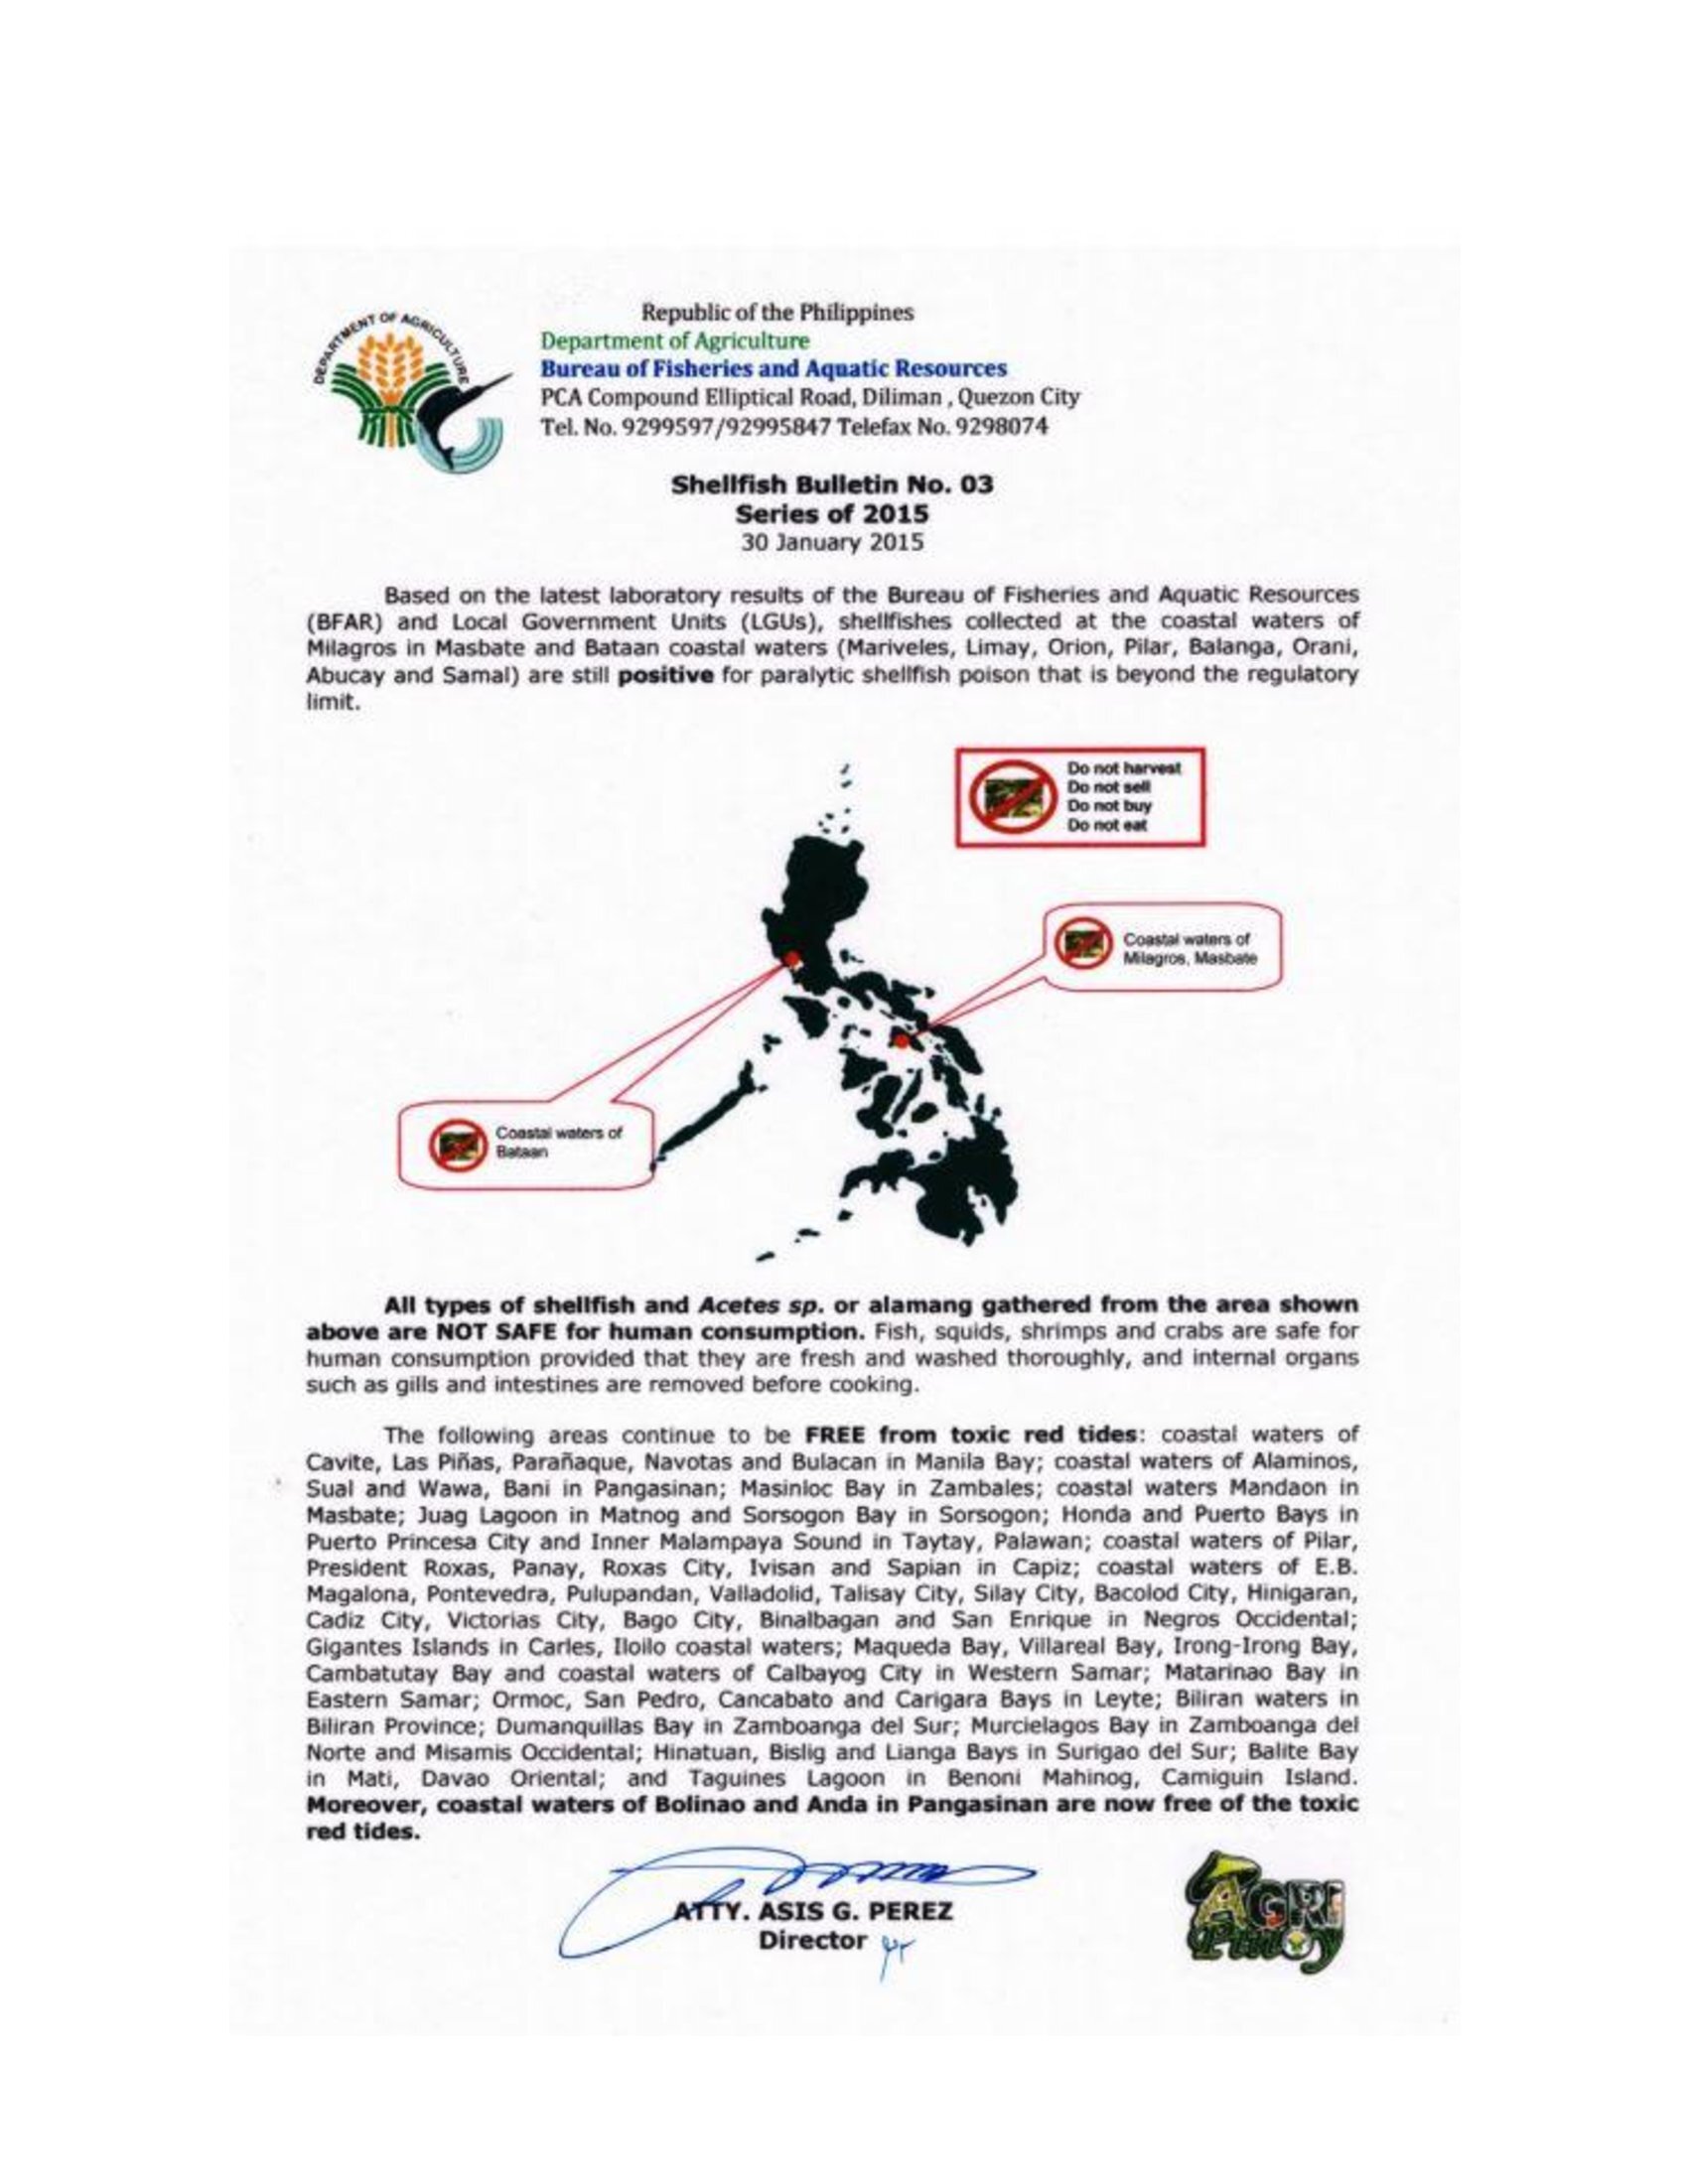 DEPARTMENT OF AGRICULTURE
Republic of the Philippines
Department of Agriculture
Bureau of Fisheries and Aquatic Resources
PCA Compound Elliptical Road, Diliman , Quezon City
Tel. No. 9299597/92995847 Telefax No. 9298074
Shellfish Bulletin No. 03
Series of 2015
30 January 2015
Based on the latest laboratory results of the Bureau of Fisheries and Aquatic Resources
(BFAR) and Local Government Units (LGUs), shellfishes collected at the coastal waters of
Milagros in Masbate and Bataan coastal waters (Mariveles, Limay, Orion, Pilar, Balanga, Orani,
Abucay and Samal) are still positive for paralytic shellfish poison that is beyond the regulatory
limit.
Do not harvest
Do not sell
Do not buy
Do not eat
Coastal waters of
Milagros, Masbate
Coastal waters of
Bataan
All types of shellfish and Acetes sp. or alamang gathered from the area shown
above are NOT SAFE for human consumption. Fish, squids, shrimps and crabs are safe for
human consumption provided that they are fresh and washed thoroughly, and internal organs
such as gills and intestines are removed before cooking.
The following areas continue to be FREE from toxic red tides: coastal waters of
Cavite, Las Piñas, Parañaque, Navotas and Bulacan in Manila Bay; coastal waters of Alaminos,
Sual and Wawa, Bani in Pangasinan; Masinloc Bay in Zambales; coastal waters Mandaon in
Masbate; Juag Lagoon in Matnog and Sorsogon Bay in Sorsogon; Honda and Puerto Bays in
Puerto Princesa City and Inner Malampaya Sound in Taytay, Palawan; coastal waters of Pilar,
President Roxas, Panay, Roxas City, Ivisan and Sapian in Capiz; coastal waters of E.B.
Magalona, Pontevedra, Pulupandan, Valladolid, Talisay City, Silay City, Bacolod City, Hinigaran,
Cadiz City, Victorias City, Bago City, Binalbagan and San Enrique in Negros Occidental;
Gigantes Islands in Carles, Iloilo coastal waters; Maqueda Bay, Villareal Bay, Irong-Irong Bay,
Cambatutay Bay and coastal waters of Calbayog City in Western Samar; Matarinao Bay in
Eastern Samar; Ormoc, San Pedro, Cancabato and Carigara Bays in Leyte; Biliran waters in
Biliran Province; Dumanquillas Bay in Zamboanga del Sur; Murcielagos Bay in Zamboanga del
Norte and Misamis Occidental; Hinatuan, Bislig and Lianga Bays in Surigao del Sur; Balite Bay
in Mati, Davao Oriental; and Taguines Lagoon in Benoni Mahinog, Camiguin Island.
Moreover, coastal waters of Bolinao and Anda in Pangasinan are now free of the toxic
red tides.
ATTY. ASIS G. PEREZ
Director
AGRI
Pinoy